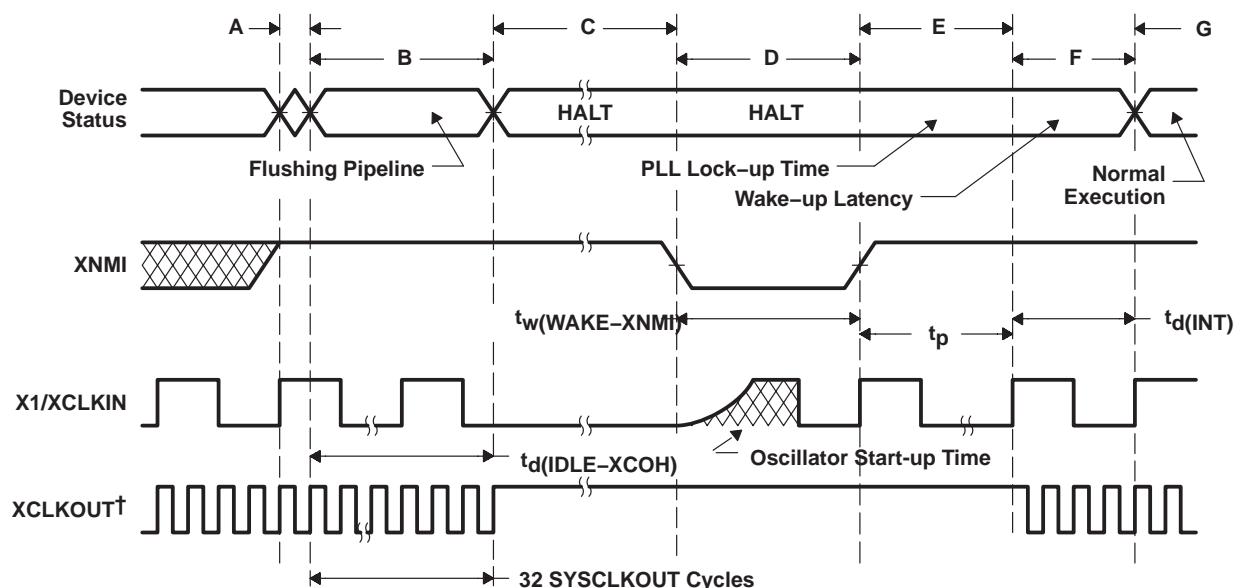 A
B
C
D
E
F
G
Device
Status
HALT
HALT
Flushing Pipeline
PLL Lock−up Time
Wake−up Latency
Normal
Execution
XNMI
tw(WAKE−XNMI)
tp
td(INT)
X1/XCLKIN
td(IDLE−XCOH)
Oscillator Start-up Time
XCLKOUT†
32 SYSCLKOUT Cycles